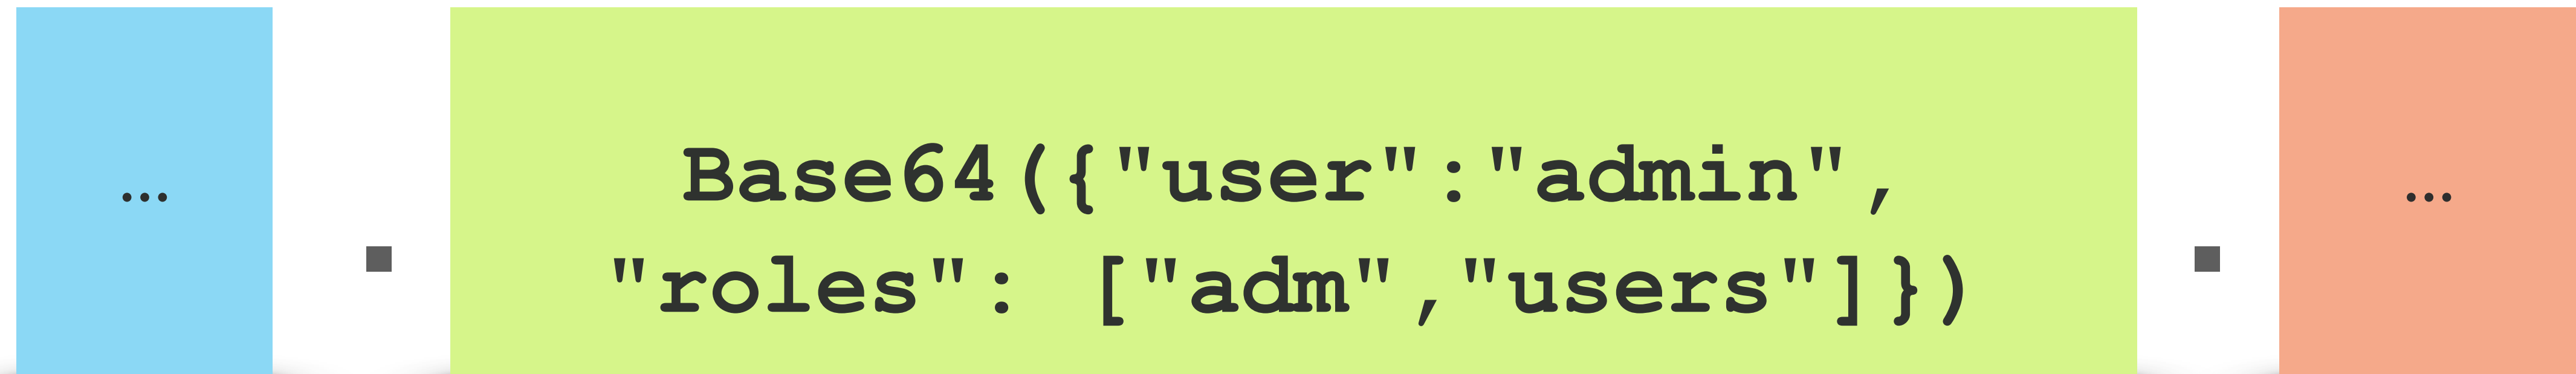 ...
.
Base64({"user":"admin",
"roles": ["adm","users"]})
.
...